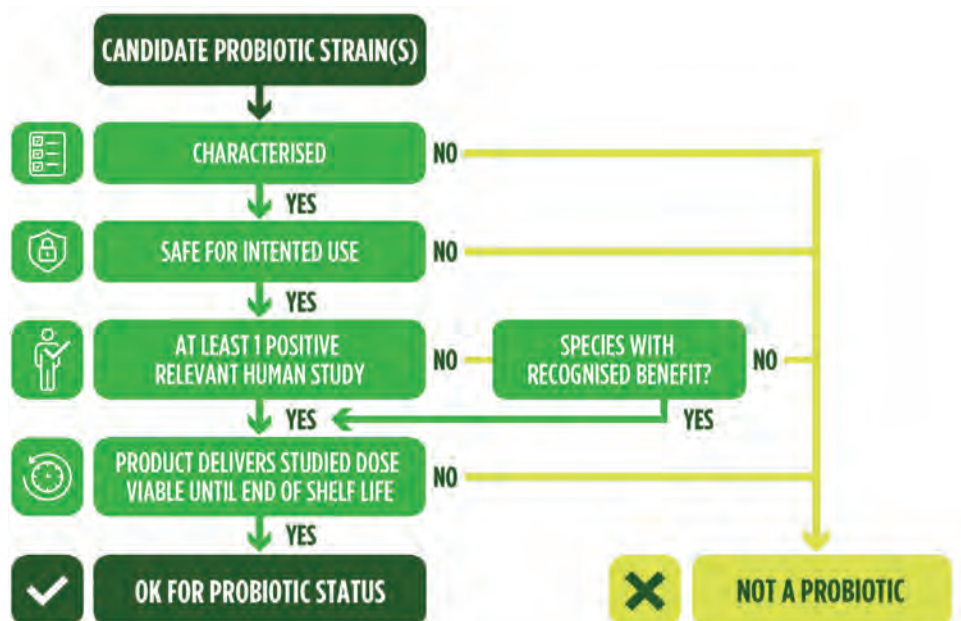 CANDIDATE PROBIOTIC STRAIN(S)
CHARACTERISED
NO
YES
SAFE FOR INTENTED USE
NO
YES
AT LEAST 1 POSITIVE
RELEVANT HUMAN STUDY
NO
SPECIES WITH
RECOGNISED BENEFIT?
NO
YES
YES
PRODUCT DELIVERS STUDIED DOSE
VIABLE UNTIL END OF SHELF LIFE
NO
YES
OK FOR PROBIOTIC STATUS
NOT A PROBIOTIC